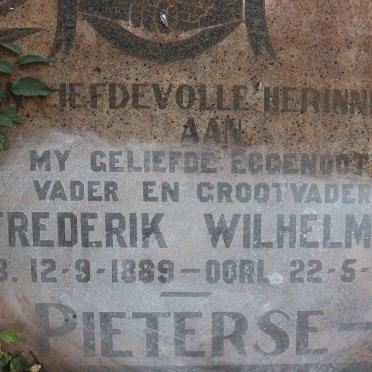 IEFDEVOLLE HERINN
AAN
MY GELIEFDE EGGENOOT
VADER EN GROOTVADER
FREDERIK WILHELM
12-9-1889-OORL 22-5-
PIETERSE-